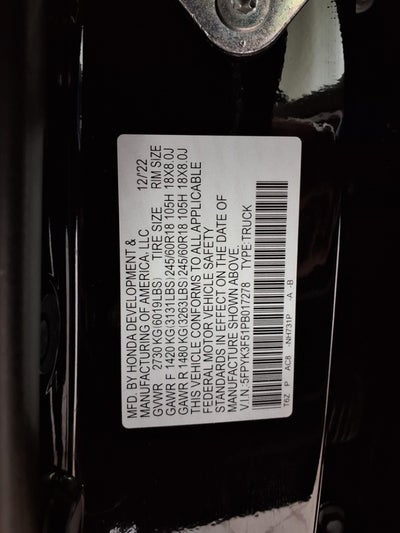 MFD. BY HONDA DEVELOPMENT &
MANUFACTURING OF AMERICA, LLC 12/22
GVWR 2730 KG(6019LBS) TIRE SIZE RIM SIZE
GAWR F 1420 KG(3131LBS)245/60R18 105H 18X8.0J
GAWR R 1480 KG(3263LBS)245/60R18 105H 18X8.0J
THIS VEHICLE CONFORMS TO ALL APPLICABLE
FEDERAL MOTOR VEHICLE SAFETY
STANDARDS IN EFFECT ON THE DATE OF
MANUFACTURE SHOWN ABOVE.
V.I.N:5FPYK3F51PB017278 TYPE:TRUCK
T6Z P AC8 -NH731P -A -B